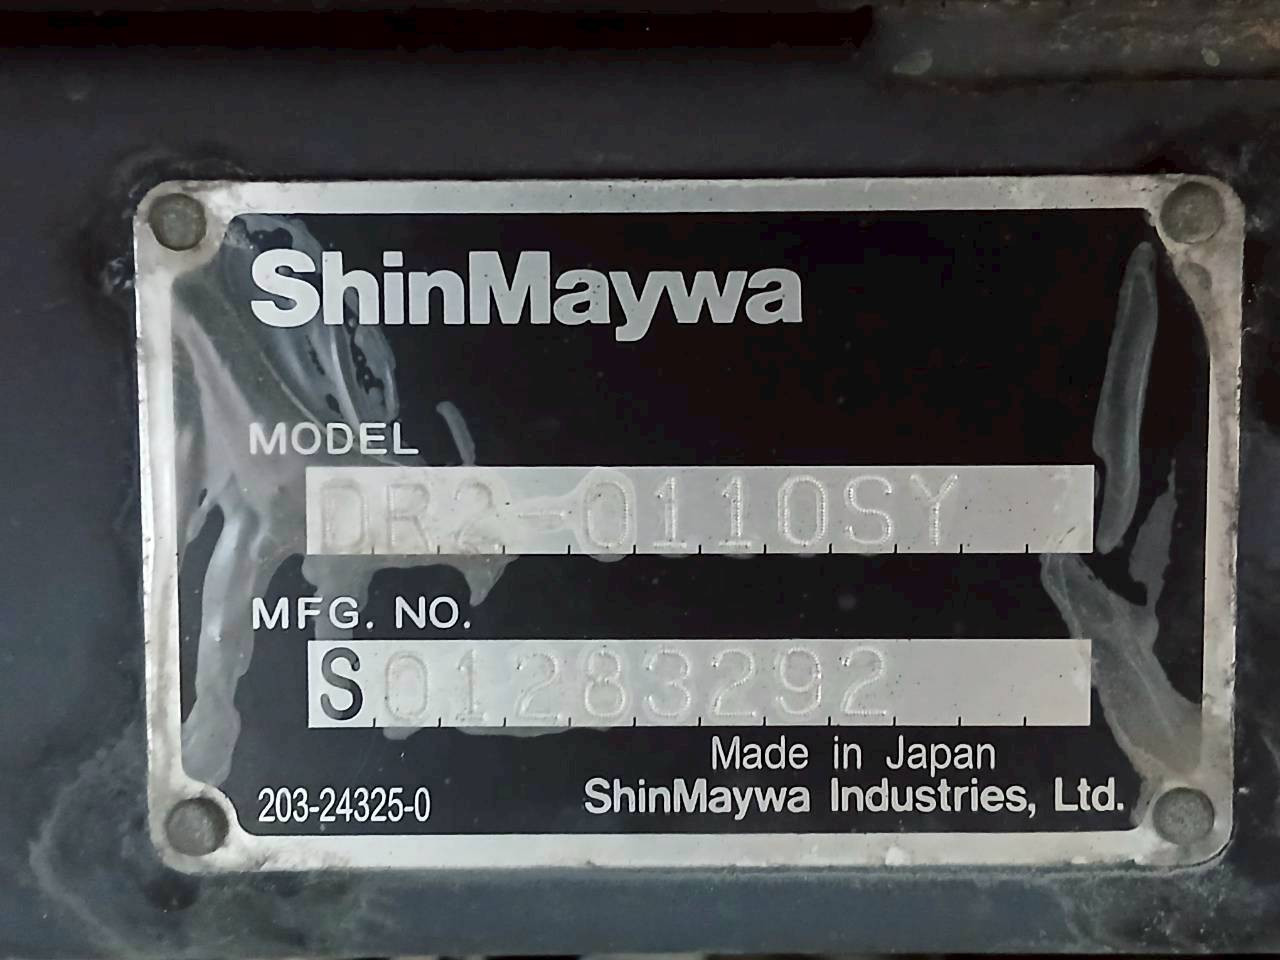 ShinMaywa
MODEL
DR2-0110SY
MFG. NO.
S01283292
Made in Japan
203-24325-0 ShinMaywa Industries, Ltd.